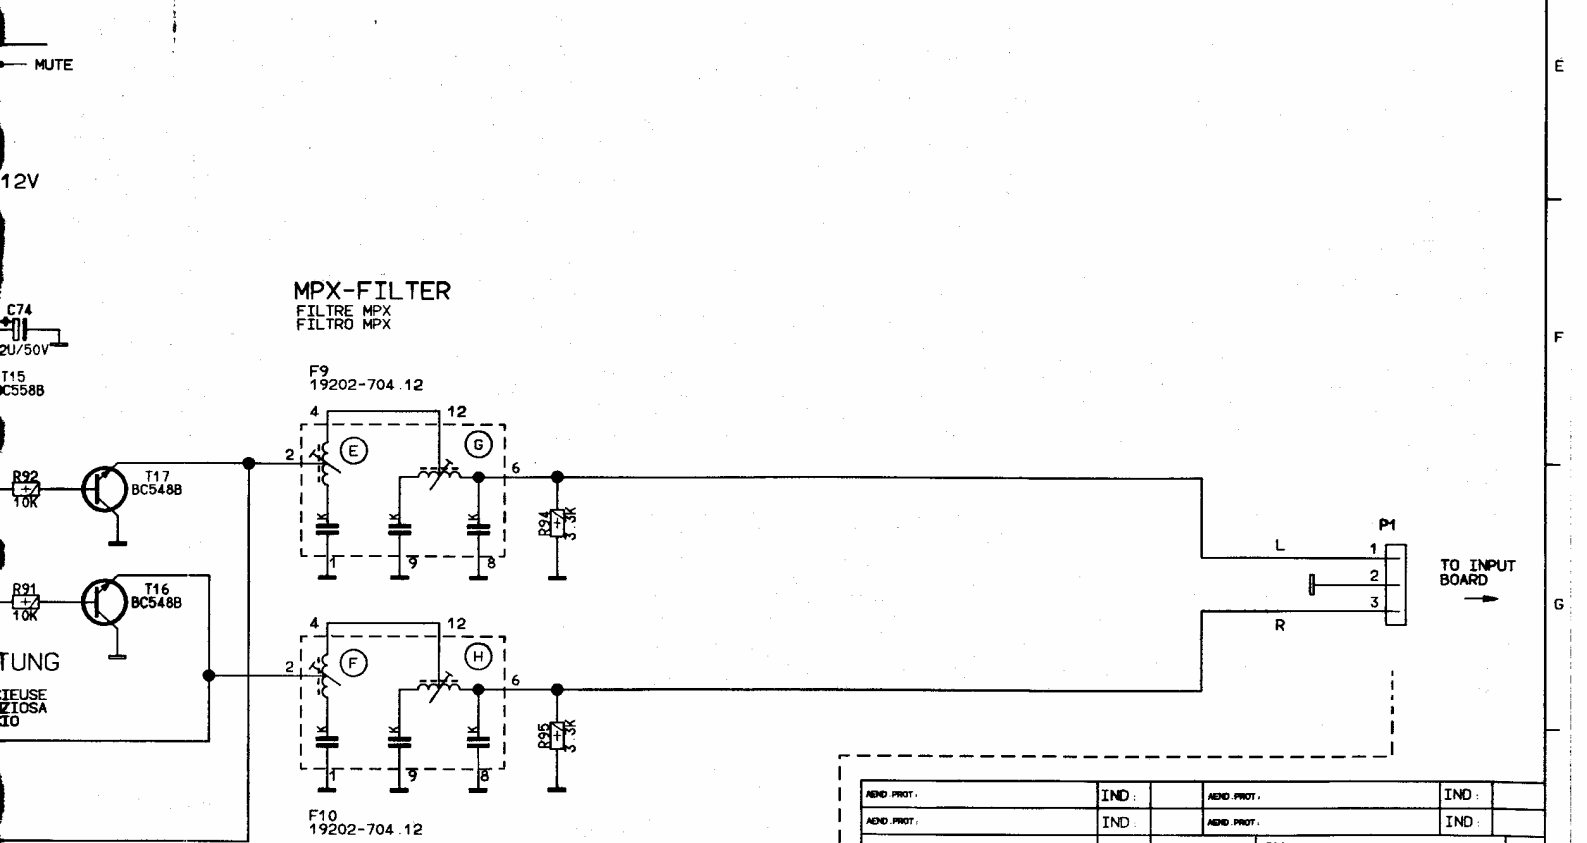 MUTE
E
12V
MPX-FILTER
FILTRE MPX
FILTRO MPX
C74
2U/50V
F
T15
C558B
F9
19202-704.12
4
12
E
G
2
6
R92
10K
T17
BC548B
K
K
K
R94
3.3K
1
9
8
P1
L
1
2
3
R
TO INPUT
BOARD
G
R91
10K
T16
BC548B
4
12
F
H
2
6
TUNG
CIEUSE
ZIOSA
IO
K
K
K
R95
3.3K
1
9
8
F10
19202-704.12
AEND.PROT.
IND:
AEND.PROT.
IND:
AEND.PROT.
IND:
AEND.PROT.
IND: